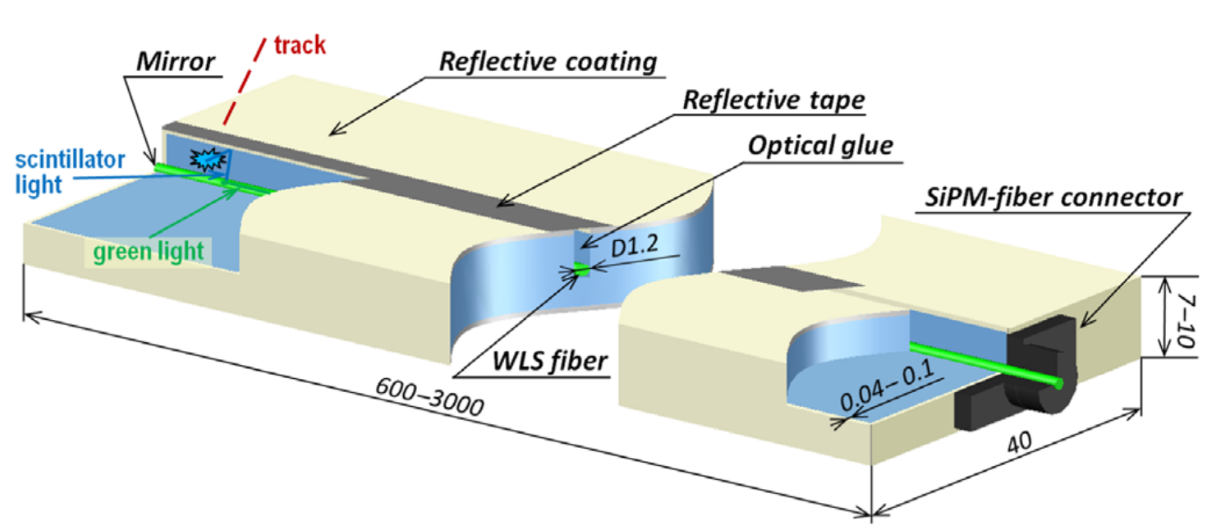 track
Mirror
Reflective coating
Reflective tape
Optical glue
scintillator
light
SiPM-fiber connector
green light
D1.2
7–10
WLS fiber
600–3000
0.04– 0.1
40